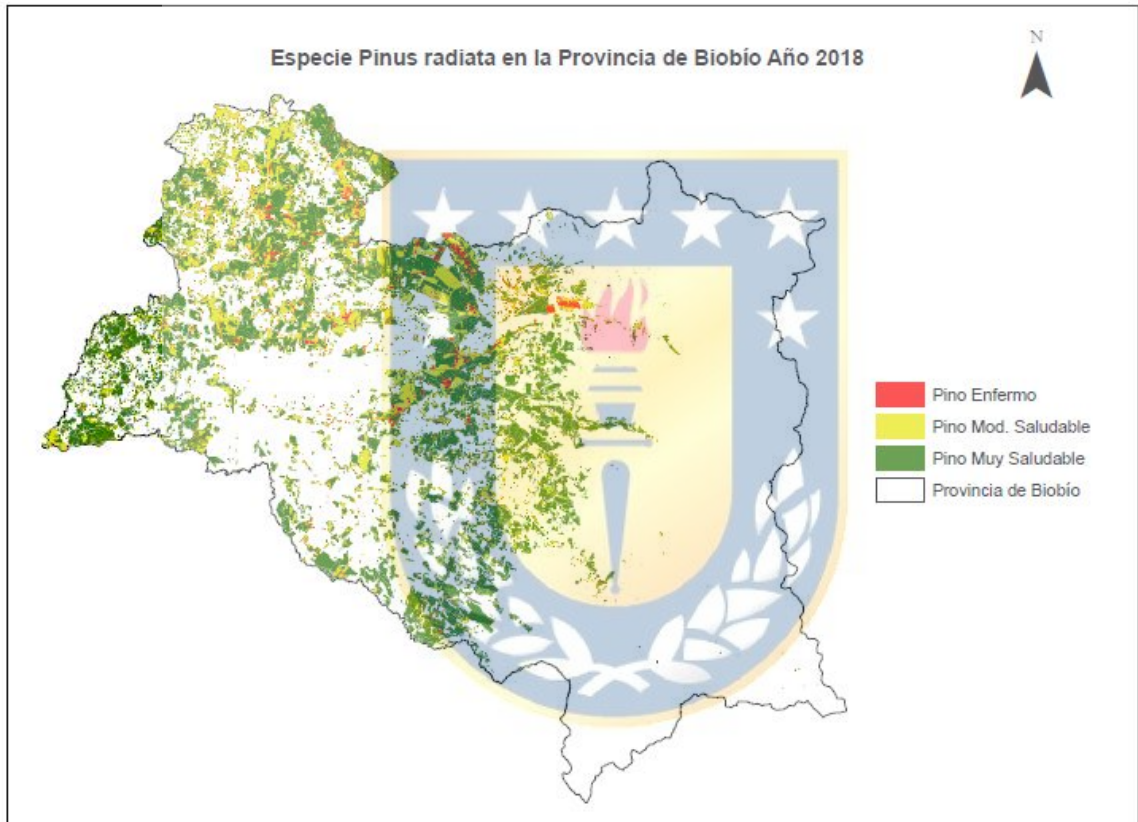 Especie Pinus radiata en la Provincia de Biobío Año 2018
N
Pino Enfermo
Pino Mod. Saludable
Pino Muy Saludable
Provincia de Biobío